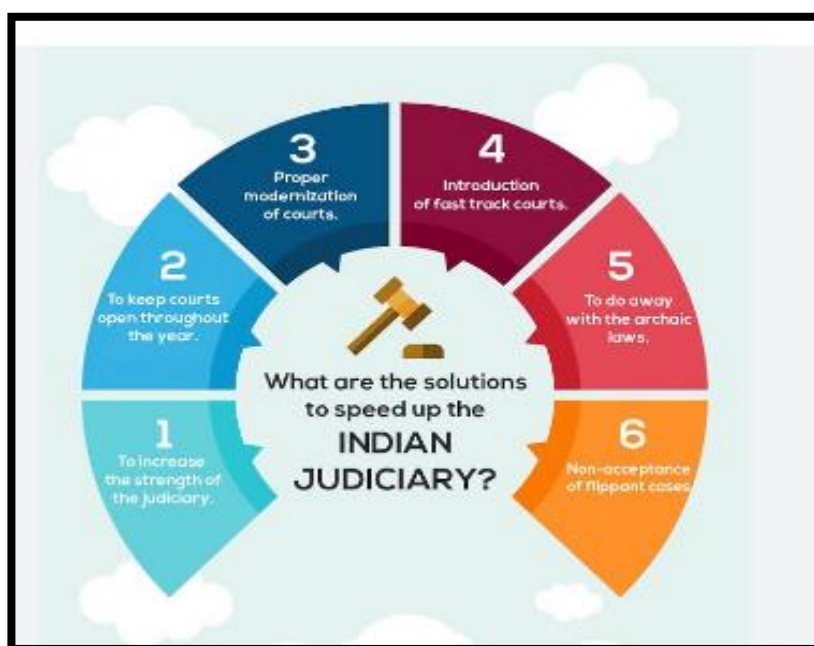 3
Proper
modernization
of courts.
4
Introduction
of fast track courts.
2
To keep courts
open throughout
the year.
5
To do away
with the archaic
laws.
What are the solutions
to speed up the
INDIAN
JUDICIARY?
1
To increase
the strength of
the judiciary.
6
Non-acceptance
of flippant cases